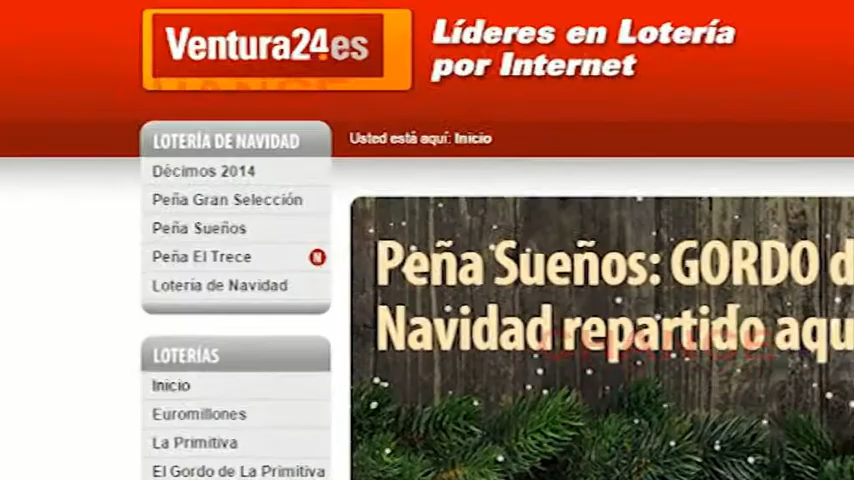 Ventura24.es
Líderes en Lotería
por Internet
CHANGE
LOTERÍA DE NAVIDAD
Usted está aquí: Inicio
Décimos 2014
Peña Gran Selección
Peña Sueños
Peña El Trece
N
Lotería de Navidad
Peña Sueños: GORDO d
Navidad repartido aqu
CHANGE
LOTERÍAS
Inicio
Euromillones
La Primitiva
El Gordo de La Primitiva